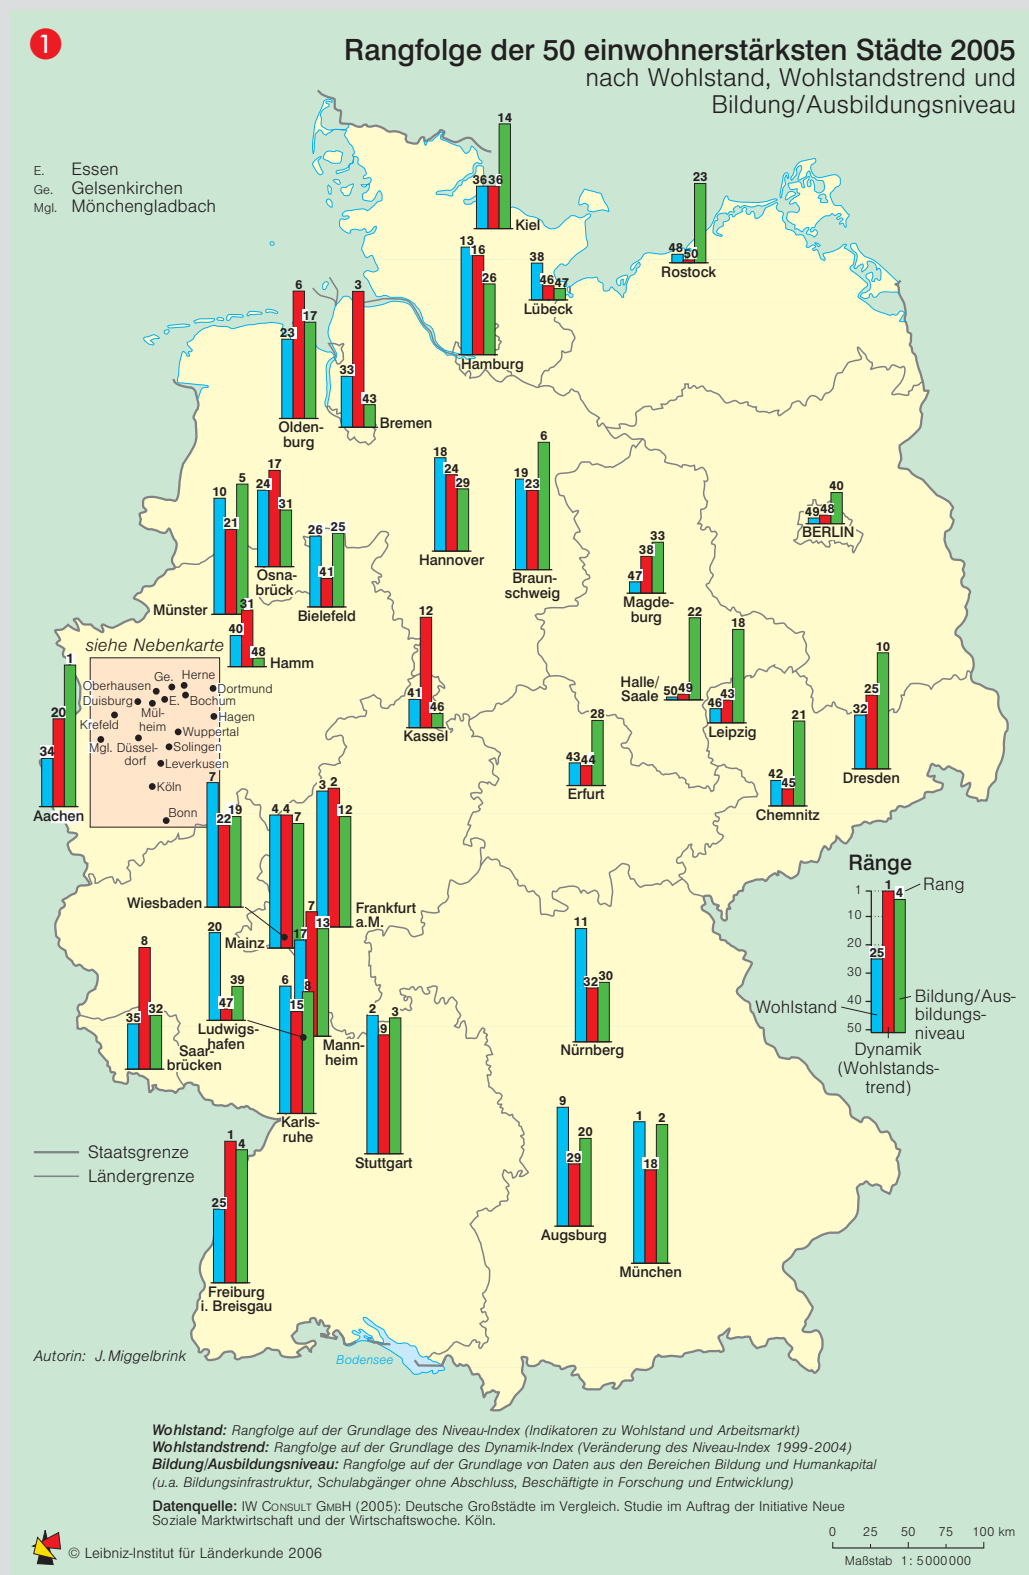 1
Rangfolge der 50 einwohnerstärksten Städte 2005
nach Wohlstand, Wohlstandstrend und
Bildung/Ausbildungsniveau
E. Essen
Ge. Gelsenkirchen
Mgl. Mönchengladbach
14
36 36
Kiel
23
48 50
Rostock
13 16 26
Hamburg
38 46 47
Lübeck
23 6 17
Olden-
burg
33 3 43
Bremen
10 21 5
Münster
24 17 31
Osna-
brück
26 41 25
Bielefeld
18 24 29
Hannover
19 23 6
Braun-
schweig
49 48 40
BERLIN
47 38 33
Magde-
burg
40 31 48
Hamm
siehe Nebenkarte
Oberhausen
Ge.
Herne
Dortmund
Duisburg
E.
Bochum
Mül-
heim
Hagen
Krefeld
Wuppertal
Mgl.
Düssel-
dorf
Solingen
Leverkusen
Köln
Bonn
34 20 1
Aachen
41 12 46
Kassel
50 49 22
Halle/
Saale
46 43 18
Leipzig
32 25 10
Dresden
43 44 28
Erfurt
42 45 21
Chemnitz
7 22 19
Wiesbaden
4 4 7
Mainz
3 2 12
Frankfurt
a.M.
20 47 39
Ludwigs-
hafen
17 7 13
Mann-
heim
35 8 32
Saar-
brücken
6 15 8
Karls-
ruhe
2 9 3
Stuttgart
11 32 30
Nürnberg
9 29 20
Augsburg
1 18 2
München
25 1 4
Freiburg
i. Breisgau
Bodensee
Ränge
1
10
20
30
40
50
25 1 4
Rang
Wohlstand
Bildung/Aus-
bildungs-
niveau
Dynamik
(Wohlstands-
trend)
Staatsgrenze
Ländergrenze
Autorin: J. Miggelbrink
Wohlstand: Rangfolge auf der Grundlage des Niveau-Index (Indikatoren zu Wohlstand und Arbeitsmarkt)
Wohlstandstrend: Rangfolge auf der Grundlage des Dynamik-Index (Veränderung des Niveau-Index 1999-2004)
Bildung/Ausbildungsniveau: Rangfolge auf der Grundlage von Daten aus den Bereichen Bildung und Humankapital
(u.a. Bildungsinfrastruktur, Schulabgänger ohne Abschluss, Beschäftigte in Forschung und Entwicklung)
Datenquelle: IW CONSULT GMBH (2005): Deutsche Großstädte im Vergleich. Studie im Auftrag der Initiative Neue
Soziale Marktwirtschaft und der Wirtschaftswoche. Köln.
© Leibniz-Institut für Länderkunde 2006
0 25 50 75 100 km
Maßstab 1: 5000000